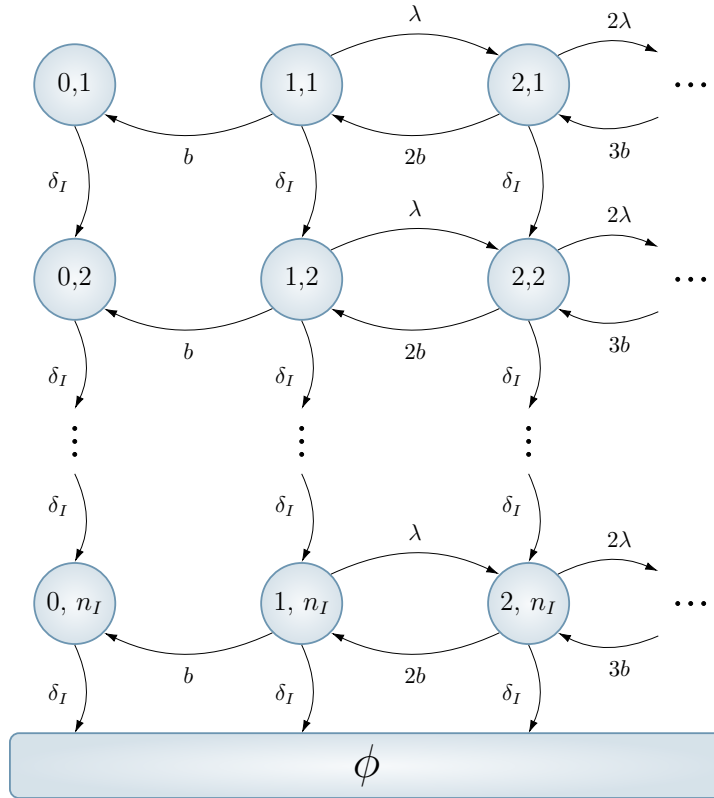 λ 2λ
0,1 1,1 2,1 ...
b 2b 3b
δ_I δ_I δ_I
λ 2λ
0,2 1,2 2,2 ...
b 2b 3b
δ_I δ_I δ_I
⋮ ⋮ ⋮
δ_I δ_I δ_I
λ 2λ
0, n_I 1, n_I 2, n_I ...
b 2b 3b
δ_I δ_I δ_I
ϕ